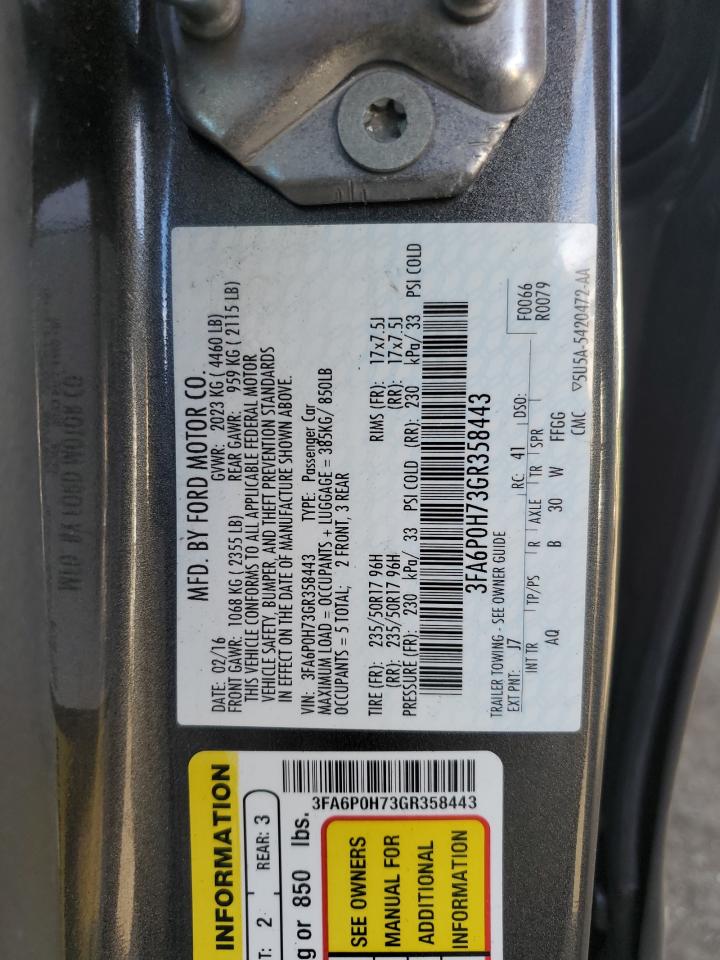 MFD. BY FORD MOTOR CO.
DATE: 02/16 GVWR: 2023 KG ( 4460 LB)
FRONT GAWR: 1068 KG ( 2355 LB) REAR GAWR: 959 KG ( 2115 LB)
THIS VEHICLE CONFORMS TO ALL APPLICABLE FEDERAL MOTOR
VEHICLE SAFETY, BUMPER, AND THEFT PREVENTION STANDARDS
IN EFFECT ON THE DATE OF MANUFACTURE SHOWN ABOVE.
VIN: 3FA6P0H73GR358443 TYPE: Passenger Car
MAXIMUM LOAD = OCCUPANTS + LUGGAGE = 385KG/ 850LB
OCCUPANTS = 5 TOTAL; 2 FRONT, 3 REAR
TIRE (FR): 235/50R17 96H RIMS (FR): 17x7.5J
(RR): 235/50R17 96H (RR): 17x7.5J
PRESSURE (FR): 230 kPa/ 33 PSI COLD (RR): 230 kPa/ 33 PSI COLD
3FA6P0H73GR358443
F0066
R0079
TRAILER TOWING - SEE OWNER GUIDE
EXT PNT: J7 RC: 41 DSO:
INT TR TP/PS R AXLE TR SPR
AQ B 30 W FFGG
CMC 5U5A-5420472-AA
INFORMATION
T: 2 REAR: 3
g or 850 lbs.
3FA6P0H73GR358443
SEE OWNERS
MANUAL FOR
ADDITIONAL
INFORMATION